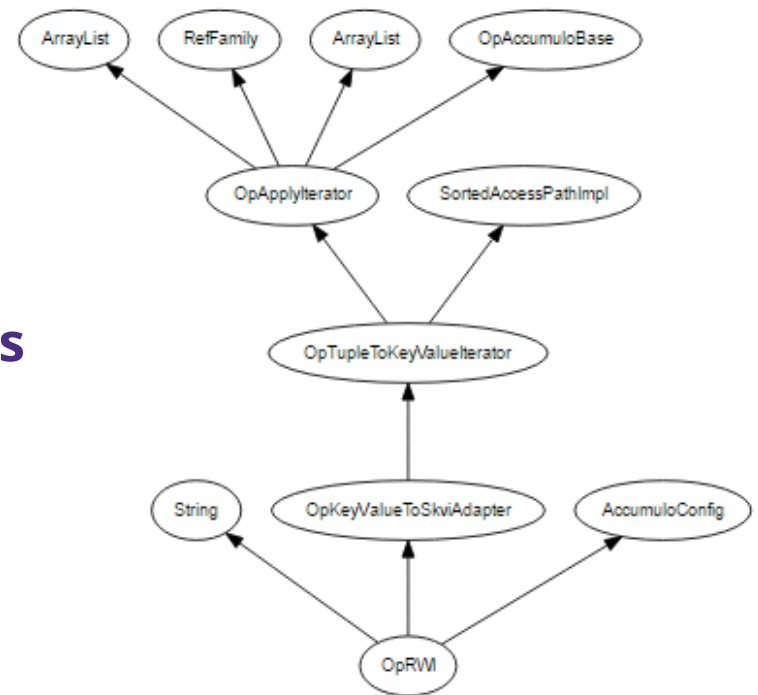 ArrayList RefFamily ArrayList OpAccumuloBase
OpApplyIterator SortedAccessPathImpl
s
OpTupleToKeyValueIterator
String OpKeyValueToSkviAdapter AccumuloConfig
OpRWI